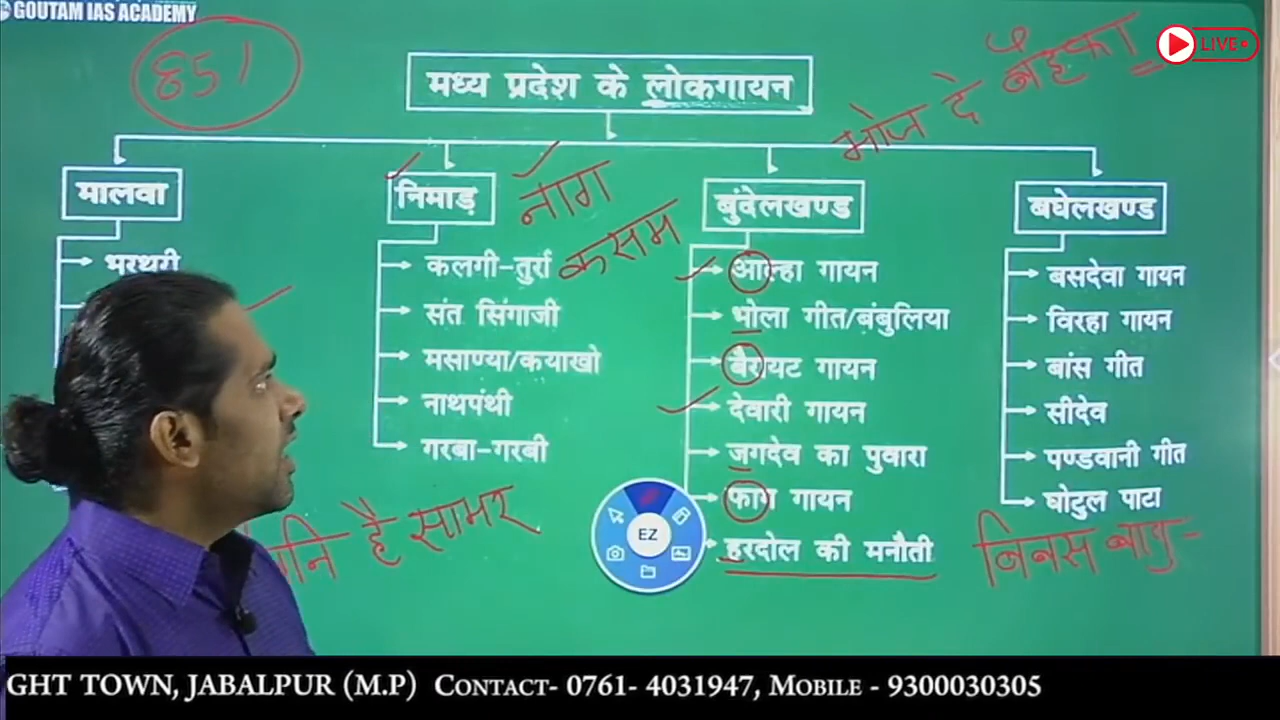 GOUTAM IAS ACADEMY
LIVE
851
मध्य प्रदेश के लोकगायन
भोज दे बहका
मालवा
निमाड़
नाग
कसम
बुंदेलखण्ड
बघेलखण्ड
भरथरी
कलगी-तुर्रा
संत सिंगाजी
मसाण्या/कयाखो
नाथपंथी
गरबा-गरबी
नि है सामर
आल्हा गायन
भोला गीत/बंबुलिया
बैरायट गायन
देवारी गायन
जगदेव का पुवारा
फाग गायन
हरदोल की मनौती
EZ
बसदेवा गायन
विरहा गायन
बांस गीत
सीदेव
पण्डवानी गीत
घोटुल पाटा
GHT TOWN, JABALPUR (M.P) CONTACT- 0761- 4031947, MOBILE - 9300030305